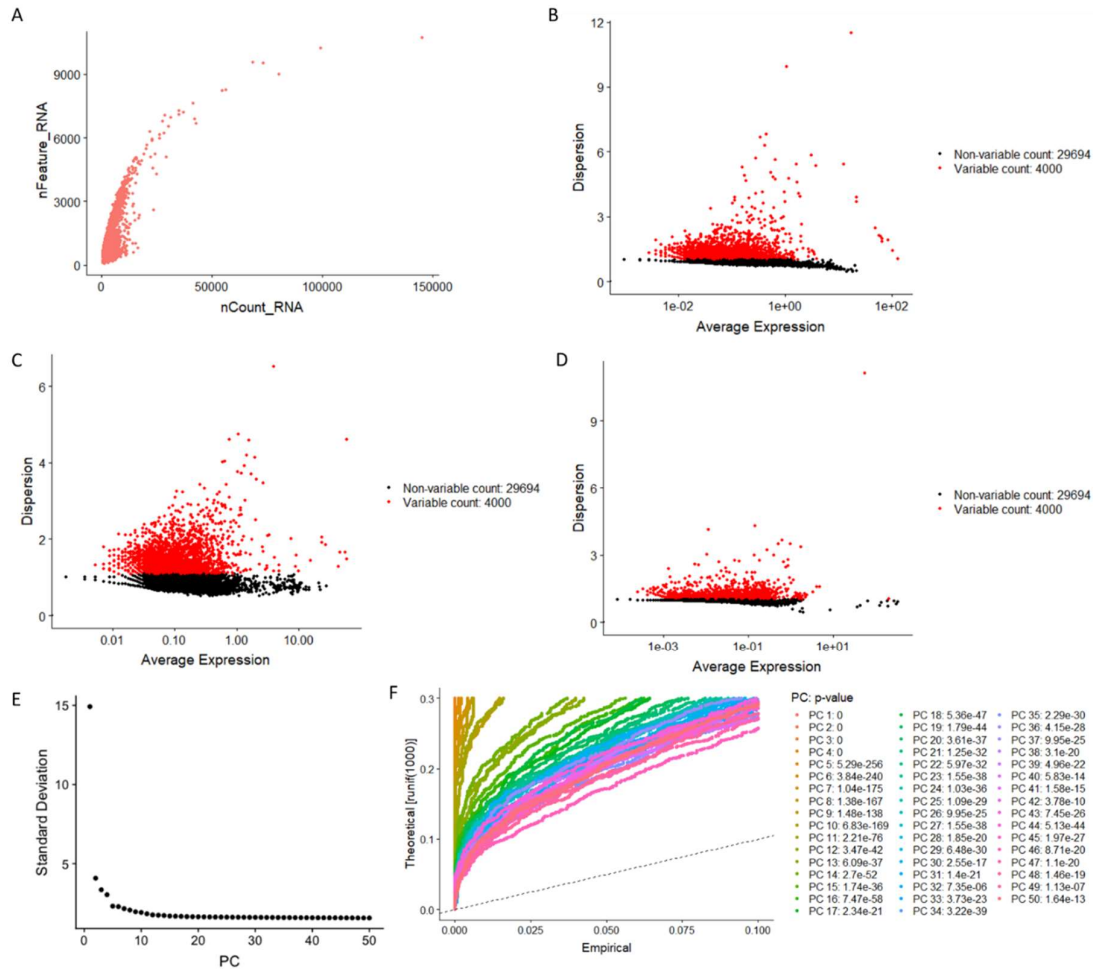 A
nFeature_RNA
9000
6000
3000
0
0
50000
100000
150000
nCount_RNA
B
Dispersion
12
9
6
3
0
1e-02
1e+00
1e+02
Average Expression
Non-variable count: 29694
Variable count: 4000
C
Dispersion
6
4
2
0
0.01
0.10
1.00
10.00
Average Expression
Non-variable count: 29694
Variable count: 4000
D
Dispersion
9
6
3
0
1e-03
1e-01
1e+01
Average Expression
Non-variable count: 29694
Variable count: 4000
E
Standard Deviation
15
10
5
0
10
20
30
40
50
PC
F
Theoretical [runif(1000)]
0.3
0.2
0.1
0.0
0.000
0.025
0.050
0.075
0.100
Empirical
PC: p-value
PC 1: 0
PC 2: 0
PC 3: 0
PC 4: 0
PC 5: 5.29e-256
PC 6: 3.84e-240
PC 7: 1.04e-175
PC 8: 1.38e-167
PC 9: 1.48e-138
PC 10: 6.83e-169
PC 11: 2.21e-76
PC 12: 3.47e-42
PC 13: 6.09e-37
PC 14: 2.7e-52
PC 15: 1.74e-36
PC 16: 7.47e-58
PC 17: 2.34e-21
PC 18: 5.36e-47
PC 19: 1.79e-44
PC 20: 3.61e-37
PC 21: 1.25e-32
PC 22: 5.97e-32
PC 23: 1.55e-38
PC 24: 1.03e-36
PC 25: 1.09e-29
PC 26: 9.95e-25
PC 27: 1.55e-38
PC 28: 1.85e-20
PC 29: 6.48e-30
PC 30: 2.55e-17
PC 31: 1.4e-21
PC 32: 7.35e-06
PC 33: 3.73e-23
PC 34: 3.22e-39
PC 35: 2.29e-30
PC 36: 4.15e-28
PC 37: 9.95e-25
PC 38: 3.1e-20
PC 39: 4.96e-22
PC 40: 5.83e-14
PC 41: 1.58e-15
PC 42: 3.78e-10
PC 43: 7.45e-26
PC 44: 5.13e-44
PC 45: 1.97e-27
PC 46: 8.71e-20
PC 47: 1.1e-20
PC 48: 1.46e-19
PC 49: 1.13e-07
PC 50: 1.64e-13